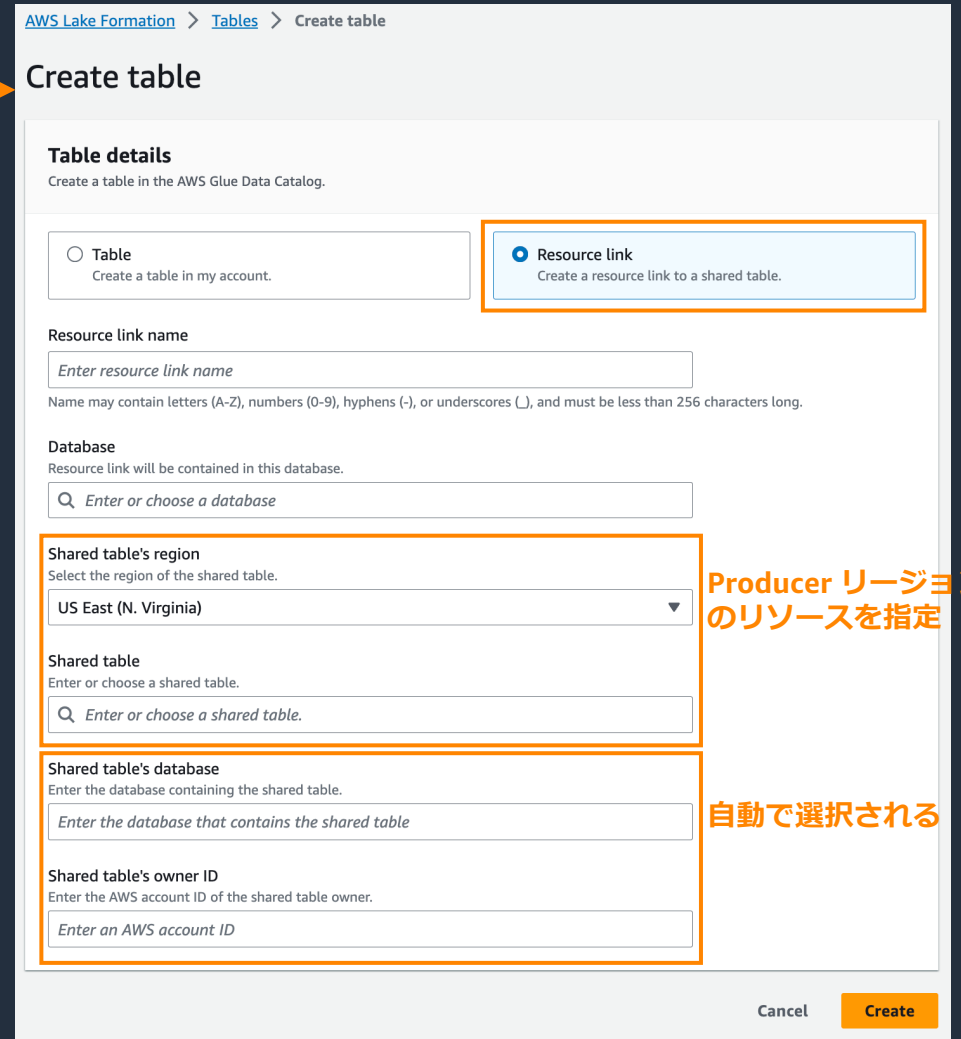 AWS Lake Formation > Tables > Create table
Create table
Table details
Create a table in the AWS Glue Data Catalog.
Table
Create a table in my account.
Resource link
Create a resource link to a shared table.
Resource link name
Enter resource link name
Name may contain letters (A-Z), numbers (0-9), hyphens (-), or underscores (_), and must be less than 256 characters long.
Database
Resource link will be contained in this database.
Enter or choose a database
Shared table's region
Select the region of the shared table.
US East (N. Virginia)
Producer リージョ
のリソースを指定
Shared table
Enter or choose a shared table.
Enter or choose a shared table.
Shared table's database
Enter the database containing the shared table.
Enter the database that contains the shared table
自動で選択される
Shared table's owner ID
Enter the AWS account ID of the shared table owner.
Enter an AWS account ID
Cancel
Create